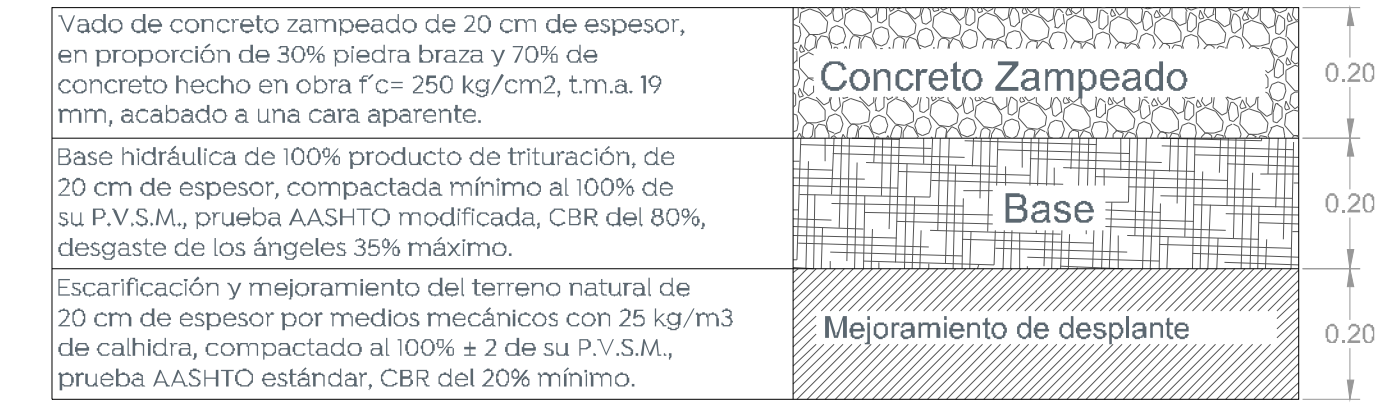 Vado de concreto zampeado de 20 cm de espesor,
en proporción de 30% piedra braza y 70% de
concreto hecho en obra f´c= 250 kg/cm2, t.m.a. 19
mm, acabado a una cara aparente.
Concreto Zampeado
0.20
Base hidráulica de 100% producto de trituración, de
20 cm de espesor, compactada mínimo al 100% de
su P.V.S.M., prueba AASHTO modificada, CBR del 80%,
desgaste de los ángeles 35% máximo.
Base
0.20
Escarificación y mejoramiento del terreno natural de
20 cm de espesor por medios mecánicos con 25 kg/m3
de calhidra, compactado al 100% ± 2 de su P.V.S.M.,
prueba AASHTO estándar, CBR del 20% mínimo.
Mejoramiento de desplante
0.20